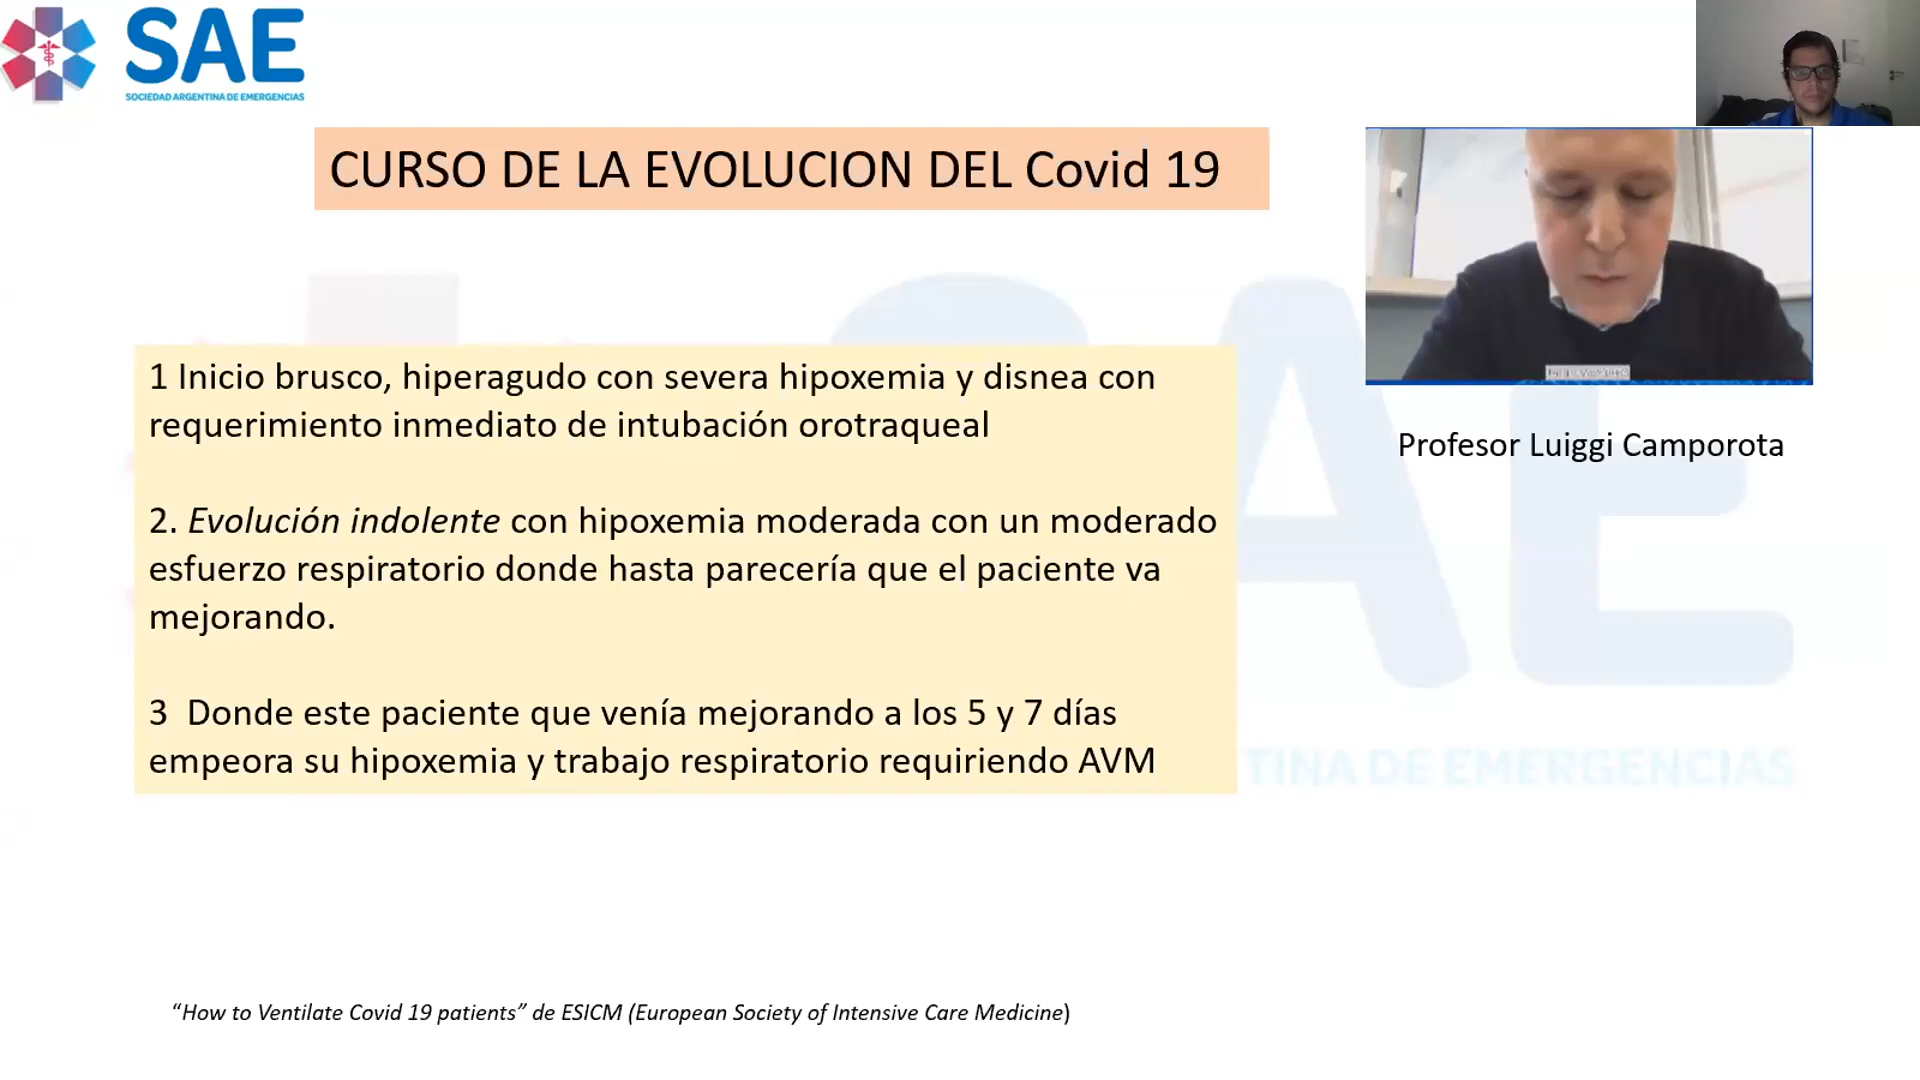 SAE
SOCIEDAD ARGENTINA DE EMERGENCIAS
CURSO DE LA EVOLUCION DEL Covid 19
1 Inicio brusco, hiperagudo con severa hipoxemia y disnea con
requerimiento inmediato de intubación orotraqueal
2. Evolución indolente con hipoxemia moderada con un moderado
esfuerzo respiratorio donde hasta parecería que el paciente va
mejorando.
3 Donde este paciente que venía mejorando a los 5 y 7 días
empeora su hipoxemia y trabajo respiratorio requiriendo AVM
Profesor Luiggi Camporota
AE
TINA DE EMERGENCIAS
“How to Ventilate Covid 19 patients” de ESICM (European Society of Intensive Care Medicine)